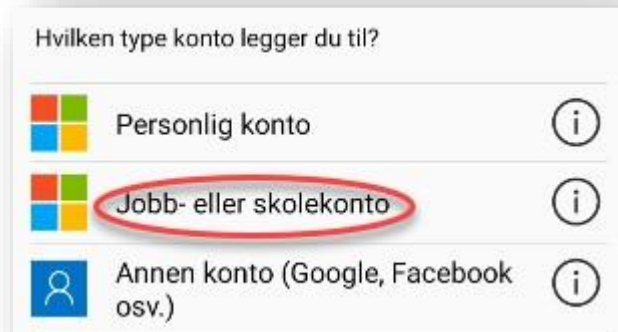 Hvilken type konto legger du til?
Personlig konto
Jobb- eller skolekonto
Annen konto (Google, Facebook
osv.)